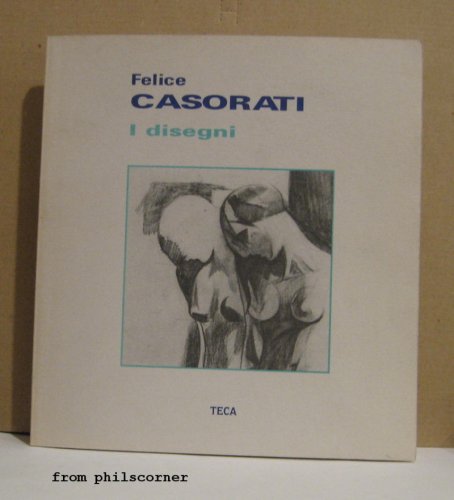 Felice
CASORATI
I disegni
TECA
from philscorner